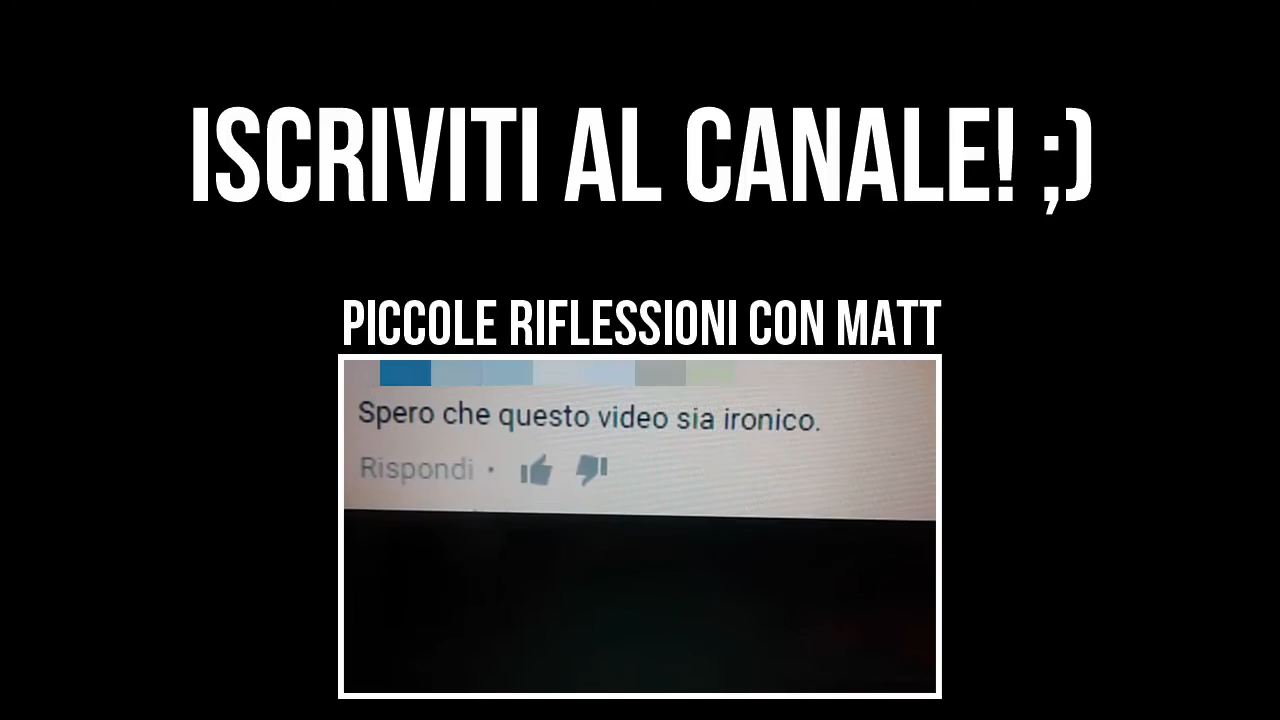 ISCRIVITI AL CANALE! ;)
PICCOLE RIFLESSIONI CON MATT
Spero che questo video sia ironico.
Rispondi •